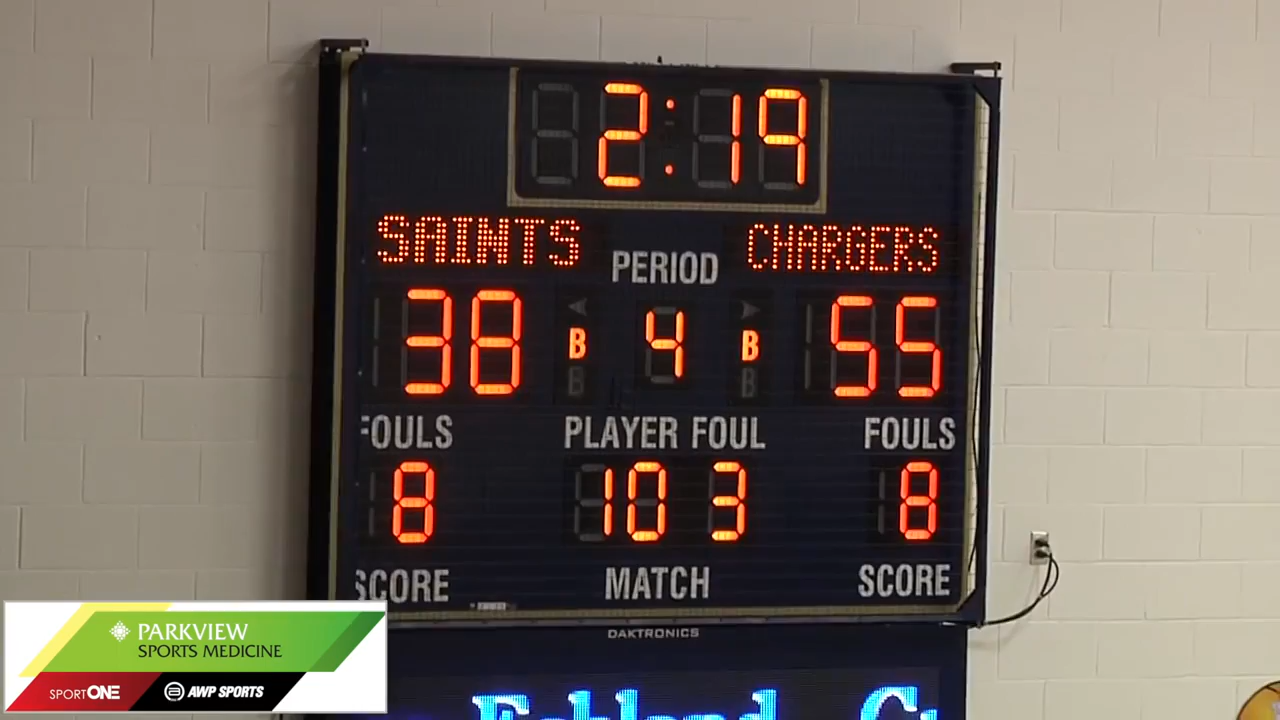 2:19
SAINTS CHARGERS
PERIOD
38 B 4 B 55
FOULS PLAYER FOUL FOULS
8 10 3 8
SCORE MATCH SCORE
DAKTRONICS
PARKVIEW
SPORTS MEDICINE
SPORTONE AWP SPORTS